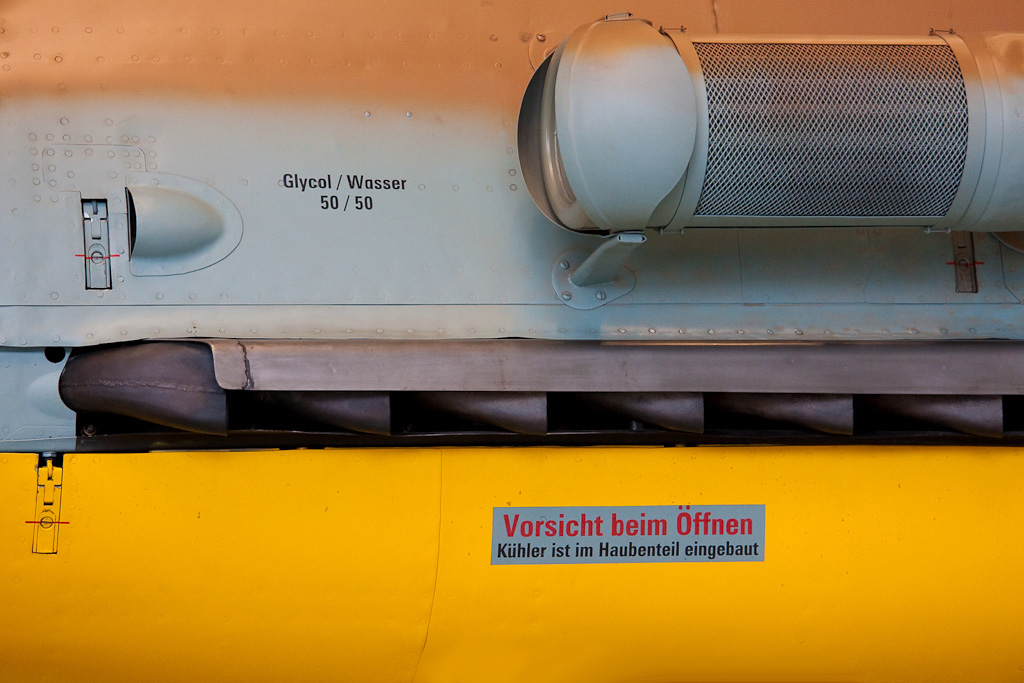 Glycol / Wasser
50 / 50
Vorsicht beim Öffnen
Kühler ist im Haubenteil eingebaut